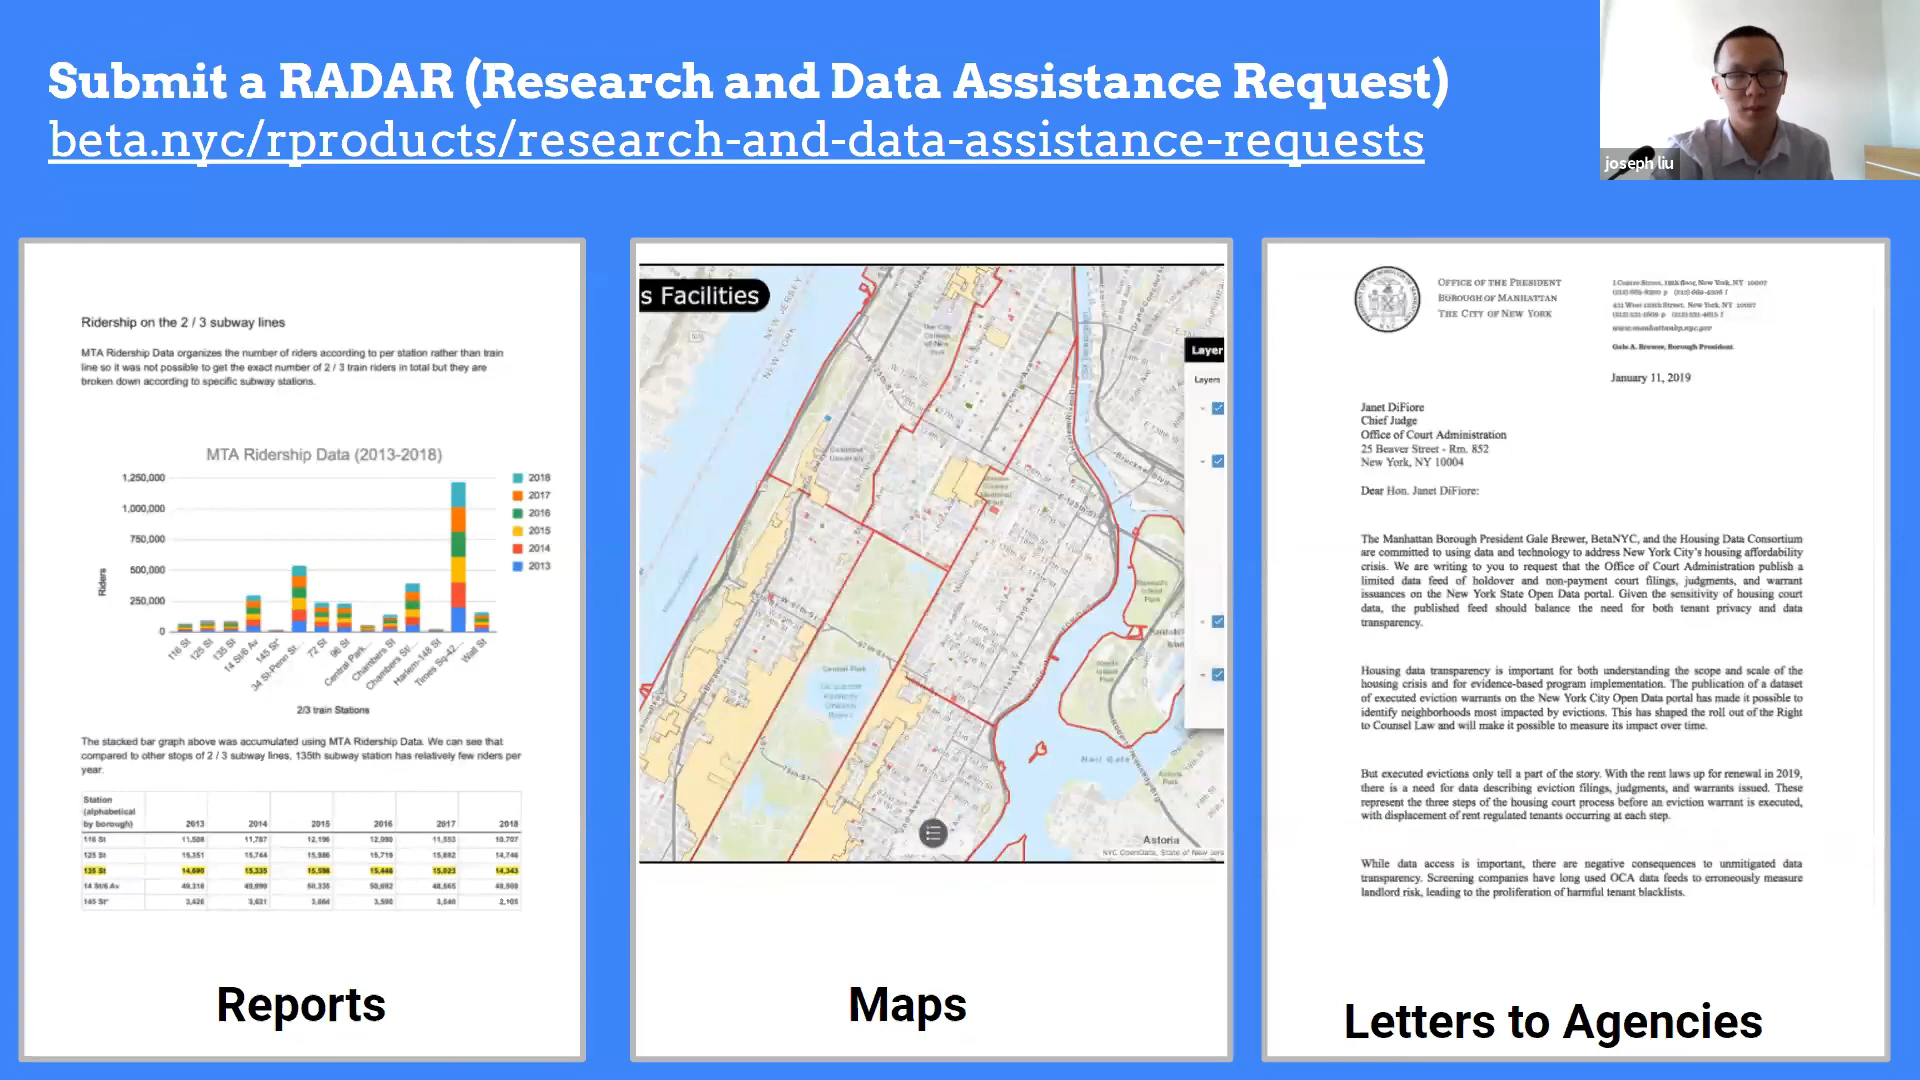 Submit a RADAR (Research and Data Assistance Request)
beta.nyc/rproducts/research-and-data-assistance-requests
joseph liu
Ridership on the 2 / 3 subway lines
MTA Ridership Data organizes the number of riders according to per station rather than train
line so it was not possible to get the exact number of 2 / 3 train riders in total but they are
broken down according to specific subway stations.
MTA Ridership Data (2013-2018)
1,250,000
1,000,000
750,000
500,000
250,000
0
Riders
2018
2017
2016
2015
2014
2013
116 St
125 St
135 St
14 St/6 Av
145 St*
34 St-Penn St...
72 St
96 St
Central Park...
Chambers St
Chambers St/...
Harlem-148 St
Times Sq-42...
Wall St
2/3 train Stations
The stacked bar graph above was accumulated using MTA Ridership Data. We can see that
compared to other stops of 2 / 3 subway lines, 135th subway station has relatively few riders per
year.
Station (alphabetical by borough) 2013 2014 2015 2016 2017 2018
116 St 11,508 11,787 12,196 12,090 11,553 10,707
125 St 15,351 15,744 15,986 15,719 15,692 14,746
135 St 14,690 15,335 15,596 15,446 15,023 14,343
14 St/6 Av 49,316 49,999 50,335 50,682 48,565 49,508
145 St* 3,426 3,631 3,664 3,590 3,546 2,105
Reports
s Facilities
NEW JERSEY
NEW YORK
Layer
Layers
Central Park
Hell Gate
Astoria Park
Astoria
NYC OpenData, State of New Jers
Maps
OFFICE OF THE PRESIDENT
BOROUGH OF MANHATTAN
THE CITY OF NEW YORK
1 Centre Street, 19th floor, New York, NY 10007
(212) 669-8300 p (212) 669-4306 f
431 West 125th Street, New York, NY 10027
(212) 531-1609 p (212) 531-4615 f
www.manhattanbp.nyc.gov
Gale A. Brewer, Borough President
January 11, 2019
Janet DiFiore
Chief Judge
Office of Court Administration
25 Beaver Street - Rm. 852
New York, NY 10004
Dear Hon. Janet DiFiore:
The Manhattan Borough President Gale Brewer, BetaNYC, and the Housing Data Consortium
are committed to using data and technology to address New York City's housing affordability
crisis. We are writing to you to request that the Office of Court Administration publish a
limited data feed of holdover and non-payment court filings, judgments, and warrant
issuances on the New York State Open Data portal. Given the sensitivity of housing court
data, the published feed should balance the need for both tenant privacy and data
transparency.
Housing data transparency is important for both understanding the scope and scale of the
housing crisis and for evidence-based program implementation. The publication of a dataset
of executed eviction warrants on the New York City Open Data portal has made it possible to
identify neighborhoods most impacted by evictions. This has shaped the roll out of the Right
to Counsel Law and will make it possible to measure its impact over time.
But executed evictions only tell a part of the story. With the rent laws up for renewal in 2019,
there is a need for data describing eviction filings, judgments, and warrants issued. These
represent the three steps of the housing court process before an eviction warrant is executed,
with displacement of rent regulated tenants occurring at each step.
While data access is important, there are negative consequences to unmitigated data
transparency. Screening companies have long used OCA data feeds to erroneously measure
landlord risk, leading to the proliferation of harmful tenant blacklists.
Letters to Agencies